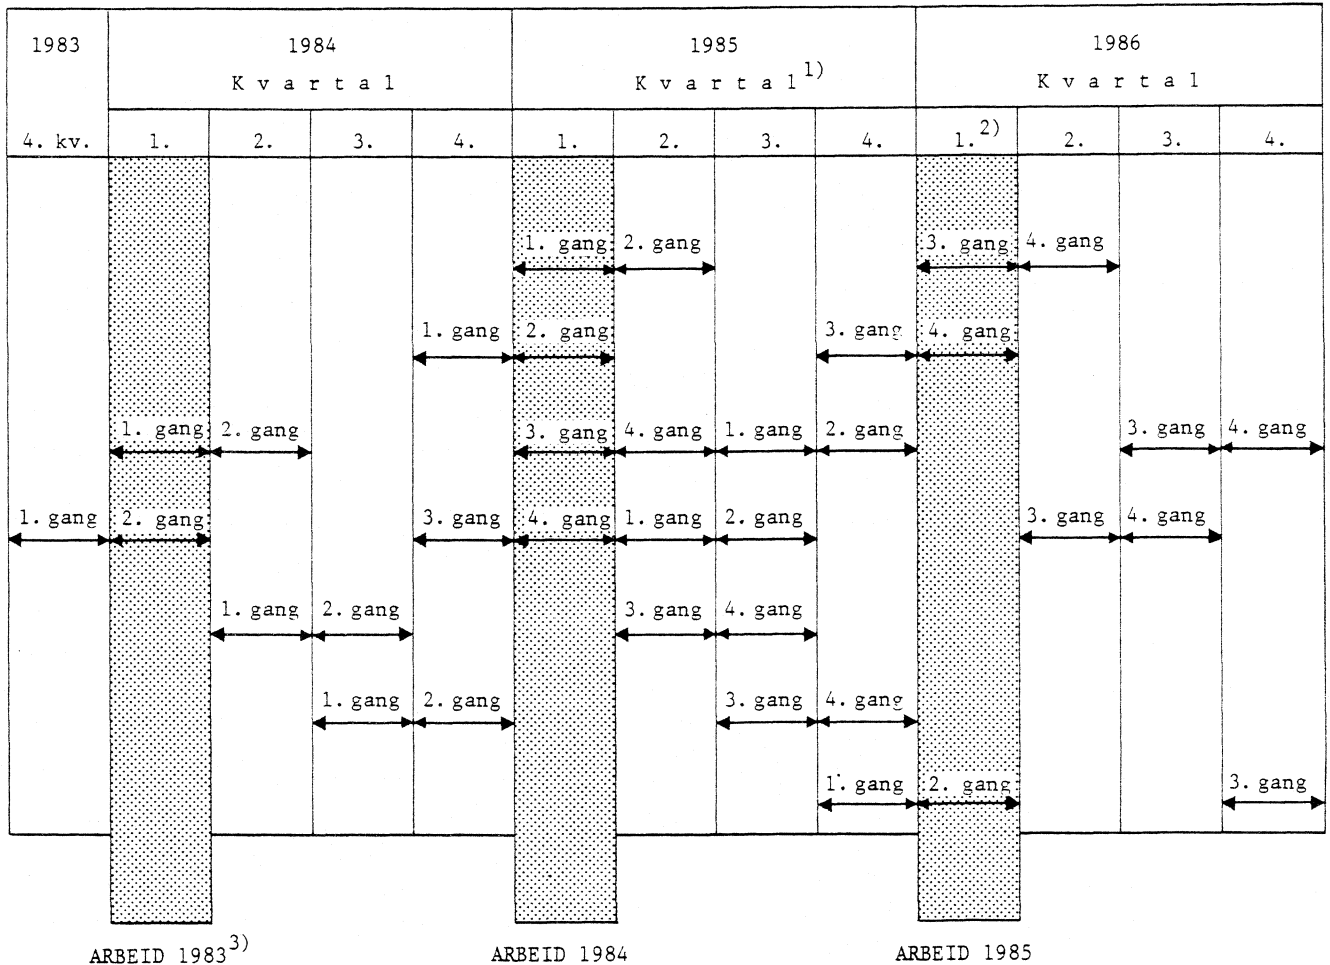 1983 1984 1985 1986
Kvartal Kvartal1) Kvartal
4. kv. 1. 2. 3. 4. 1. 2. 3. 4. 1.2) 2. 3. 4.
1. gang 2. gang 3. gang 4. gang
1. gang 2. gang 3. gang 4. gang
1. gang 2. gang 3. gang 4. gang 1. gang 2. gang 3. gang 4. gang
1. gang 2. gang 3. gang 4. gang 1. gang 2. gang 3. gang 4. gang
1. gang 2. gang 3. gang 4. gang
1. gang 2. gang 3. gang 4. gang
1. gang 2. gang 3. gang
ARBEID 19833) ARBEID 1984 ARBEID 1985